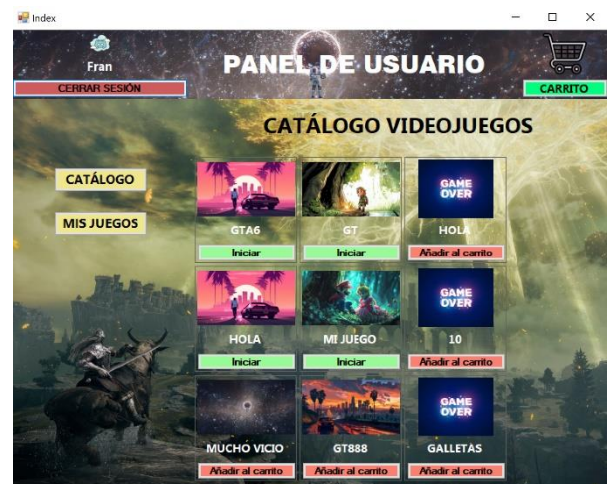 Index
Fran
CERRAR SESIÓN
PANEL DE USUARIO
CARRITO
CATÁLOGO VIDEOJUEGOS
CATÁLOGO
MIS JUEGOS
GTA6
GT
GAME
OVER
HOLA
Iniciar
Iniciar
Añadir al carrito
GAME
OVER
HOLA
MI JUEGO
10
Iniciar
Iniciar
Añadir al carrito
GAME
OVER
MUCHO VICIO
GT888
GALLETAS
Añadir al carrito
Añadir al carrito
Añadir al carrito